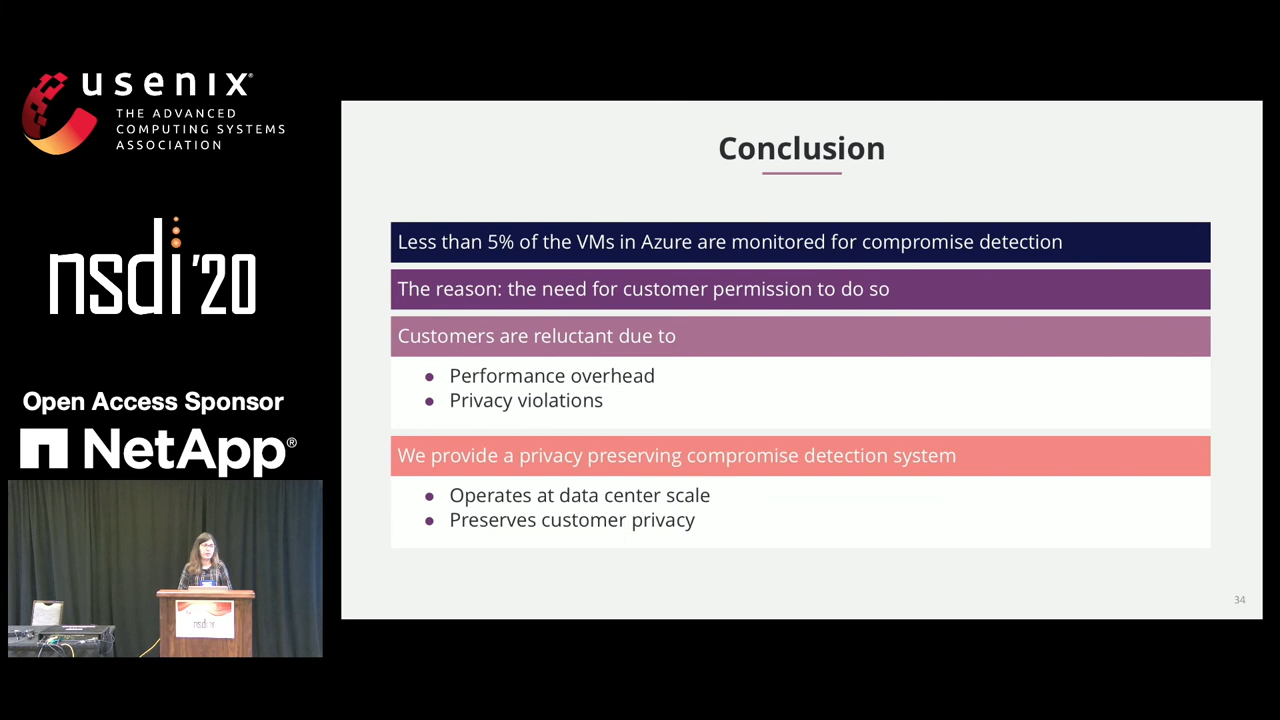 usenix®
THE ADVANCED
COMPUTING SYSTEMS
ASSOCIATION
nsdi '20
Open Access Sponsor
NetApp®
nsdi
Conclusion
Less than 5% of the VMs in Azure are monitored for compromise detection
The reason: the need for customer permission to do so
Customers are reluctant due to
● Performance overhead
● Privacy violations
We provide a privacy preserving compromise detection system
● Operates at data center scale
● Preserves customer privacy
34